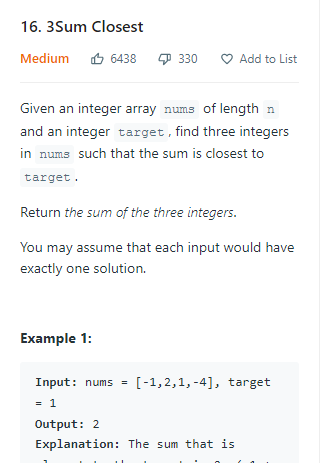 16. 3Sum Closest
Medium 6438 330 Add to List
Given an integer array nums of length n
and an integer target, find three integers
in nums such that the sum is closest to
target.
Return the sum of the three integers.
You may assume that each input would have
exactly one solution.
Example 1:
Input: nums = [-1,2,1,-4], target
= 1
Output: 2
Explanation: The sum that is